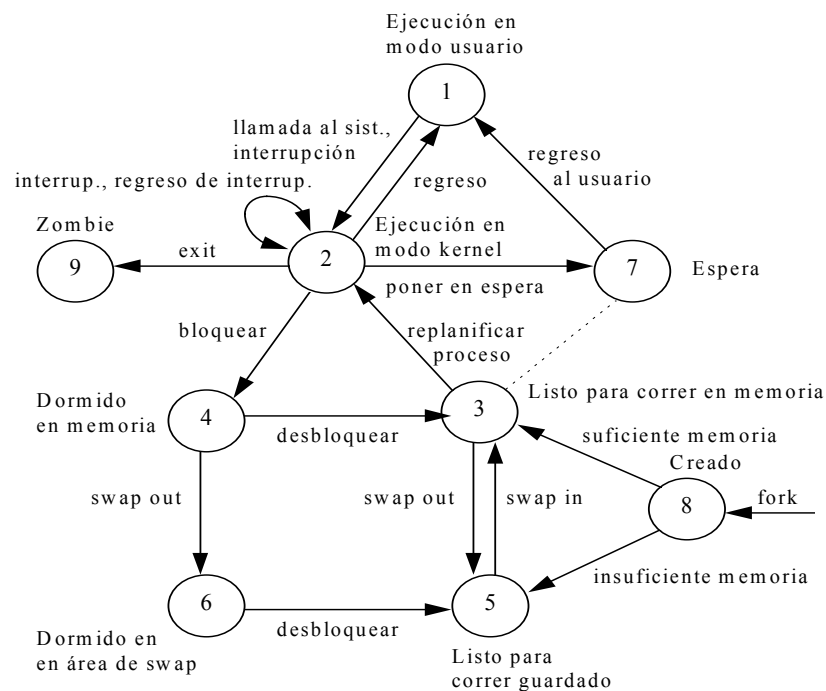 Ejecución en
modo usuario
1
llamada al sist.,
interrupción
regreso
al usuario
interrup., regreso de interrup.
regreso
Zombie
Ejecución en
modo kernel
9
exit
2
7
Espera
poner en espera
bloquear
replanificar
proceso
Dormido
en memoria
4
3
Listo para correr en memoria
desbloquear
suficiente memoria
Creado
swap out
swap out
swap in
8
fork
insuficiente memoria
6
5
desbloquear
Dormido en
en área de swap
Listo para
correr guardado